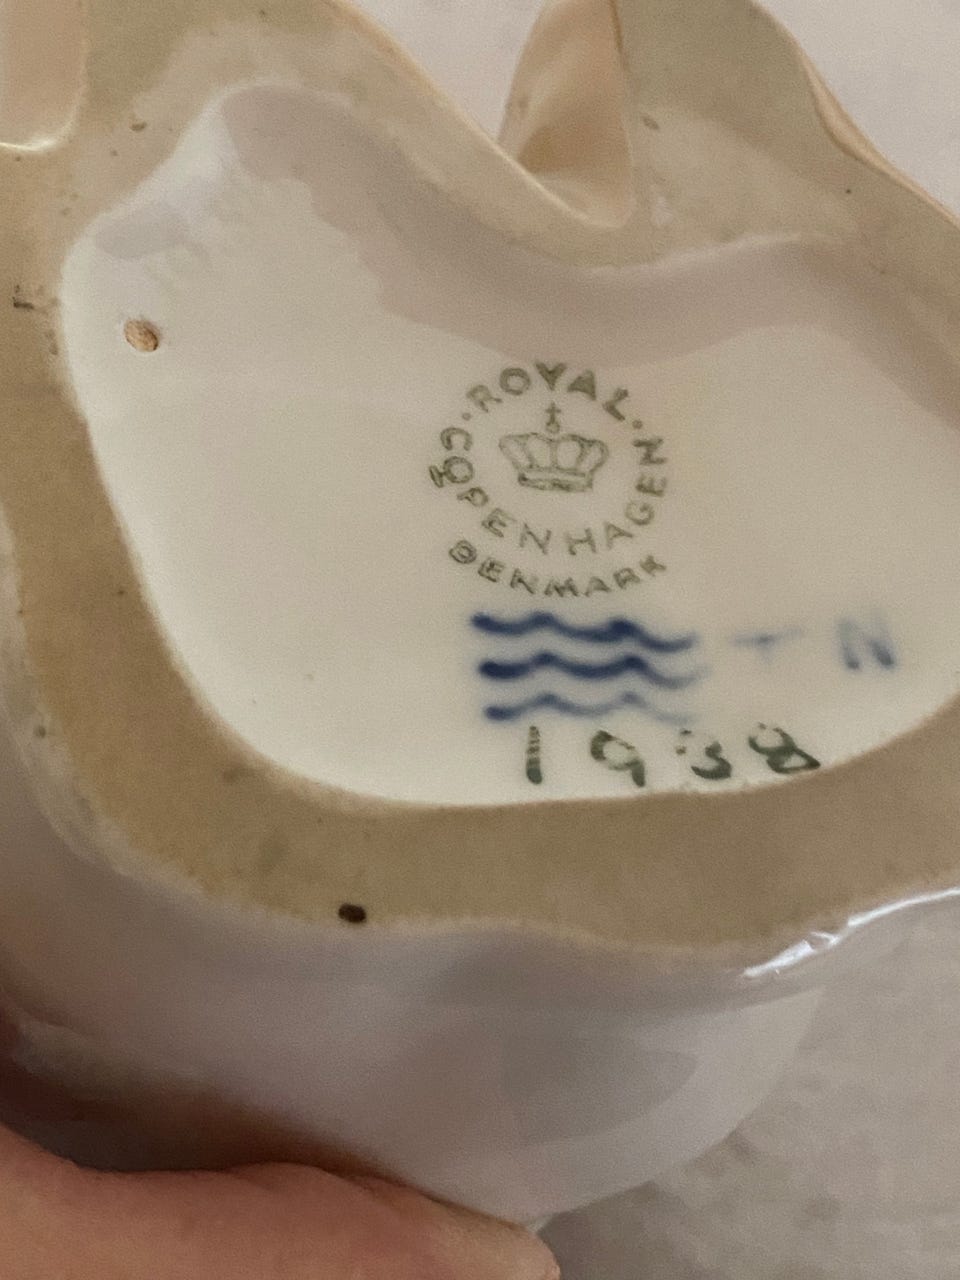 ROYAL
COPENHAGEN
DENMARK
N
1938